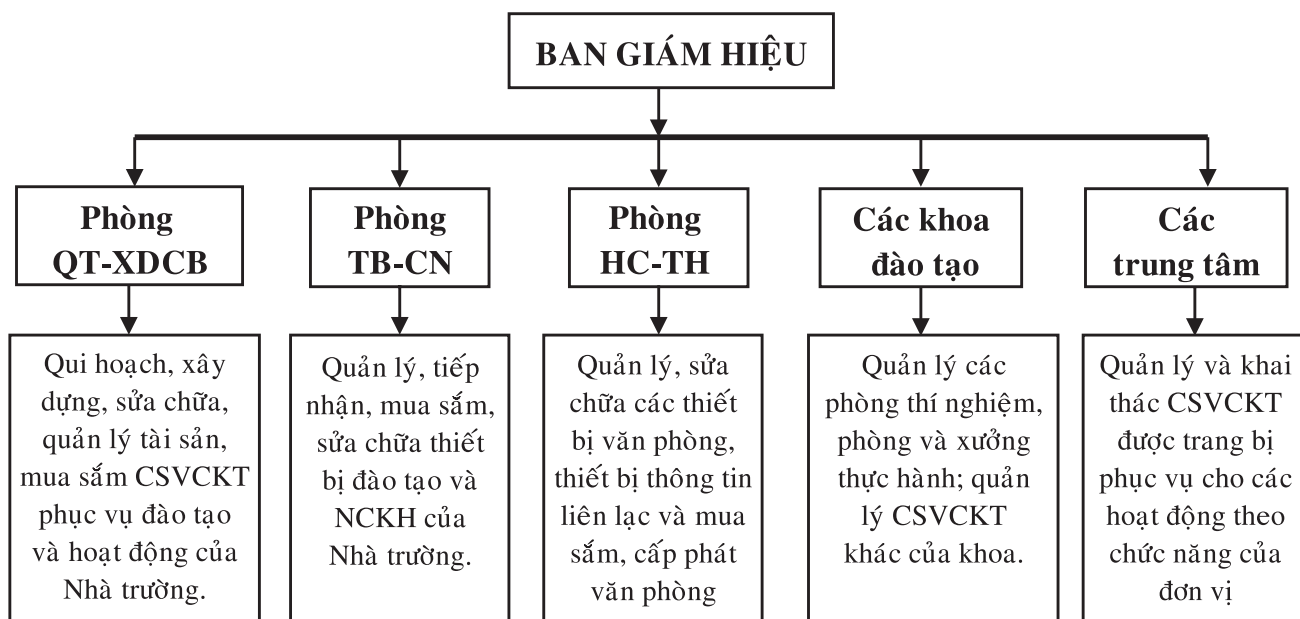 BAN GIÁM HIỆU
Phòng
QT-XDCB
Phòng
TB-CN
Phòng
HC-TH
Các khoa
đào tạo
Các
trung tâm
Qui hoạch, xây
dựng, sửa chữa,
quản lý tài sản,
mua sắm CSVCKT
phục vụ đào tạo
và hoạt động của
Nhà trường.
Quản lý, tiếp
nhận, mua sắm,
sửa chữa thiết
bị đào tạo và
NCKH của
Nhà trường.
Quản lý, sửa
chữa các thiết
bị văn phòng,
thiết bị thông tin
liên lạc và mua
sắm, cấp phát
văn phòng
Quản lý các
phòng thí nghiệm,
phòng và xưởng
thực hành; quản
lý CSVCKT
khác của khoa.
Quản lý và khai
thác CSVCKT
được trang bị
phục vụ cho các
hoạt động theo
chức năng của
đơn vị